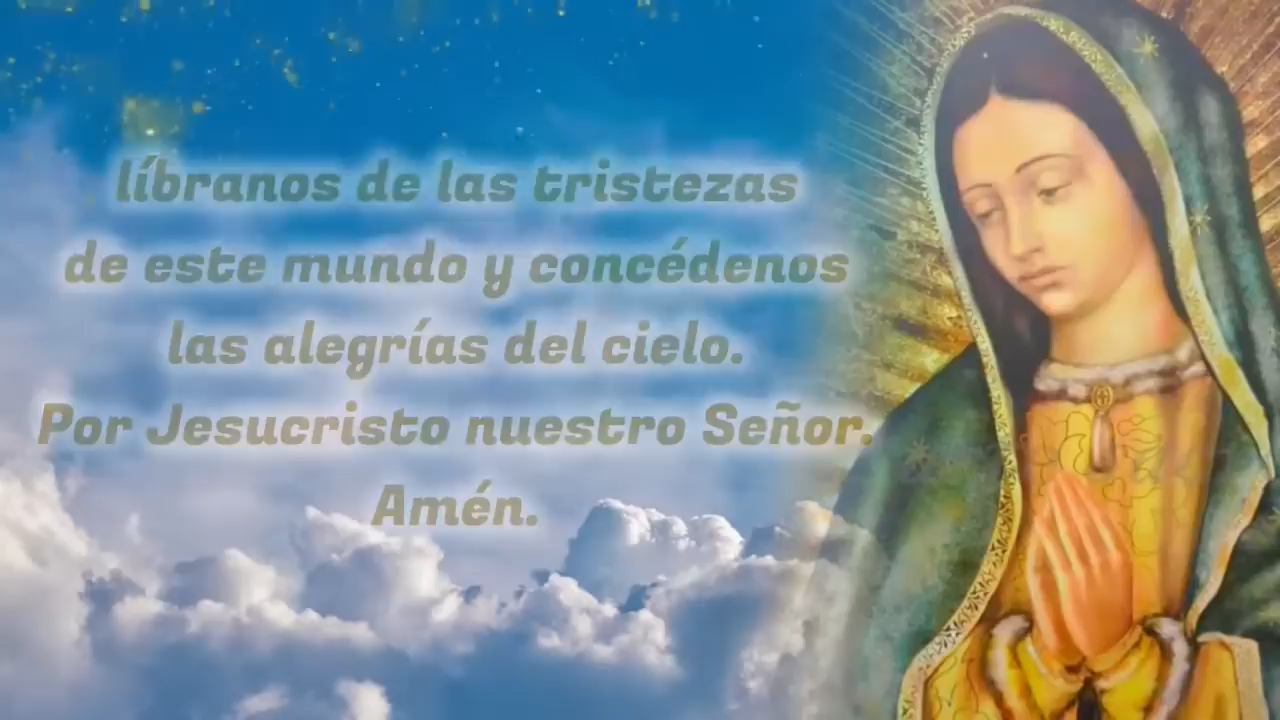 líbranos de las tristezas
de este mundo y concédenos
las alegrías del cielo.
Por Jesucristo nuestro Señor.
Amén.